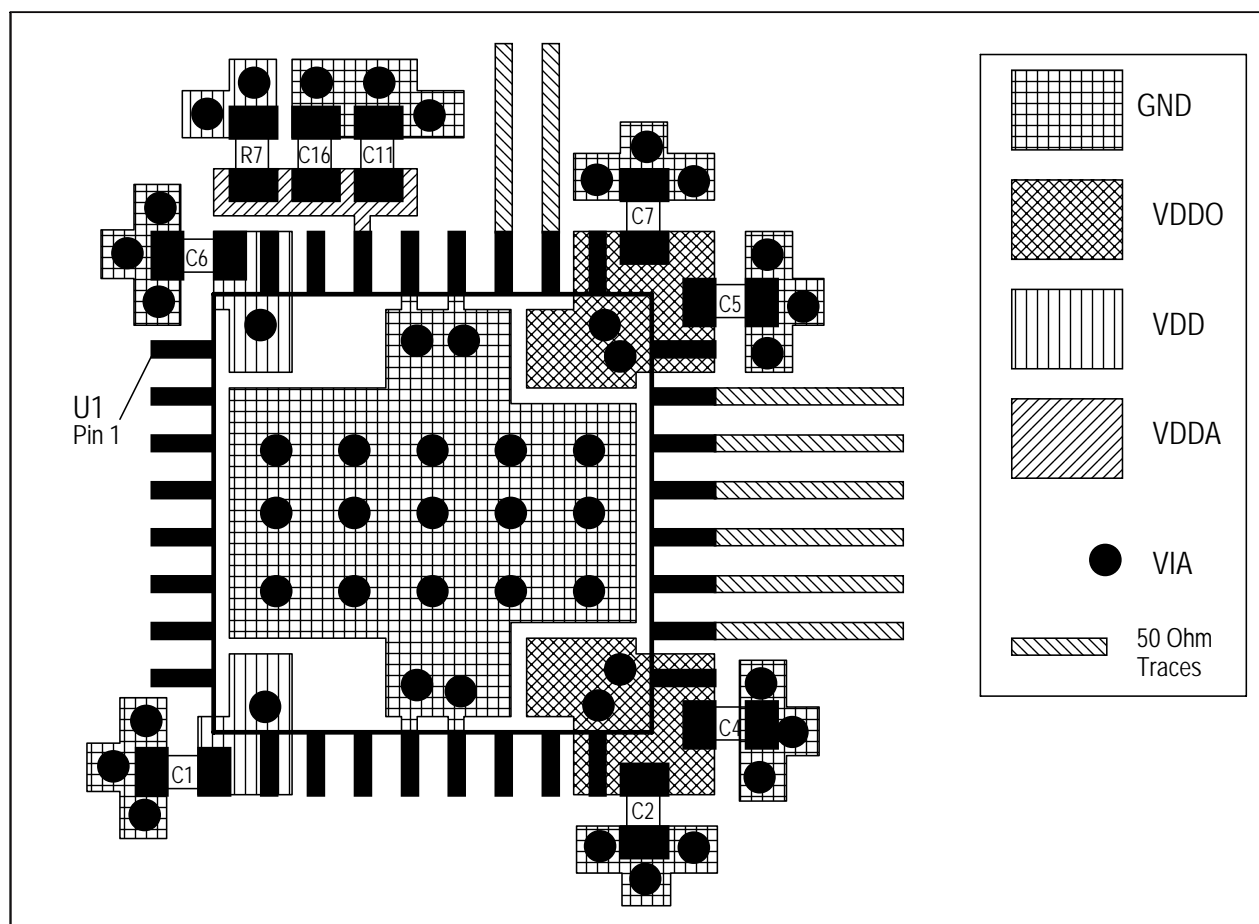 R7
C16
C11
C7
C6
C5
U1
Pin 1
C1
C4
C2
GND
VDDO
VDD
VDDA
VIA
50 Ohm
Traces